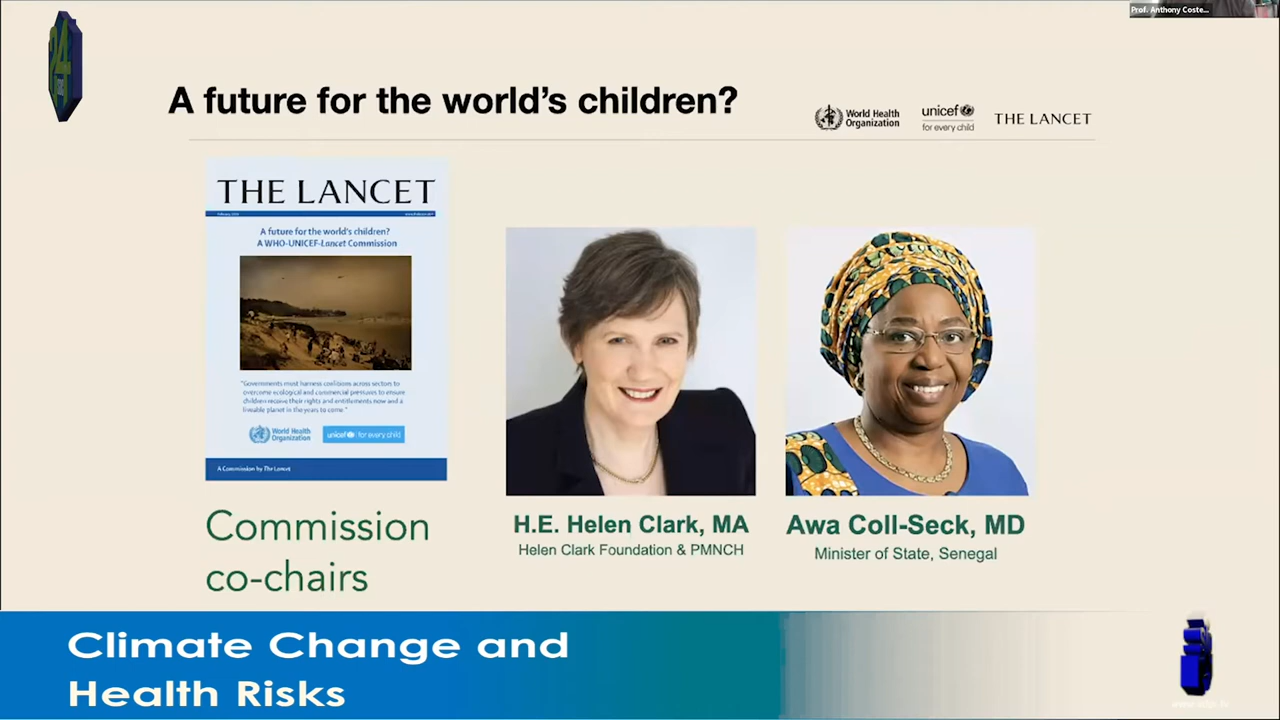 Prof. Anthony Coste...
24
A future for the world's children?
World Health
Organization
unicef
for every child
THE LANCET
THE LANCET
A future for the world's children?
A WHO-UNICEF-Lancet Commission
"Governments must harness coalitions across sectors to
overcome ecological and commercial pressures to ensure
children receive their rights and entitlements now and a
liveable planet in the years to come."
World Health
Organization
unicef for every child
A Commission by The Lancet
Commission
co-chairs
H.E. Helen Clark, MA
Helen Clark Foundation & PMNCH
Awa Coll-Seck, MD
Minister of State, Senegal
Climate Change and
Health Risks